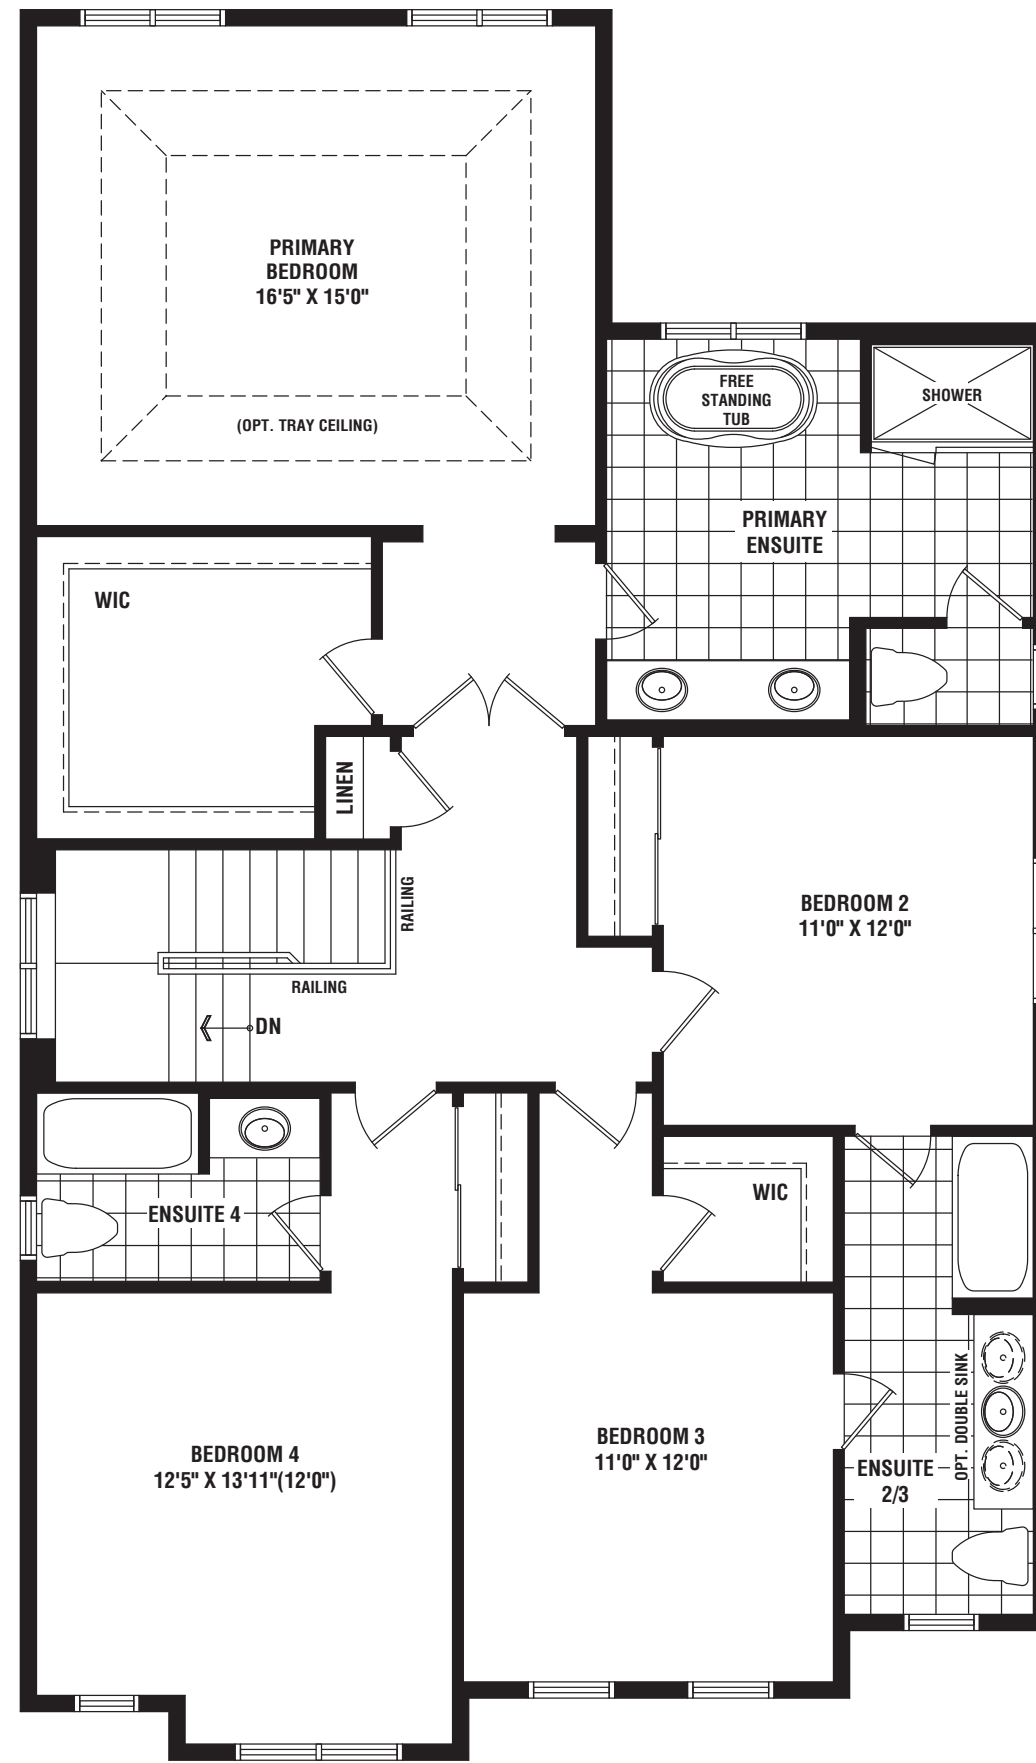 PRIMARY
BEDROOM
16'5" X 15'0"
(OPT. TRAY CEILING)
FREE
STANDING
TUB
SHOWER
PRIMARY
ENSUITE
WIC
LINEN
RAILING
RAILING
DN
BEDROOM 2
11'0" X 12'0"
ENSUITE 4
WIC
BEDROOM 4
12'5" X 13'11"(12'0")
BEDROOM 3
11'0" X 12'0"
OPT. DOUBLE SINK
ENSUITE
2/3